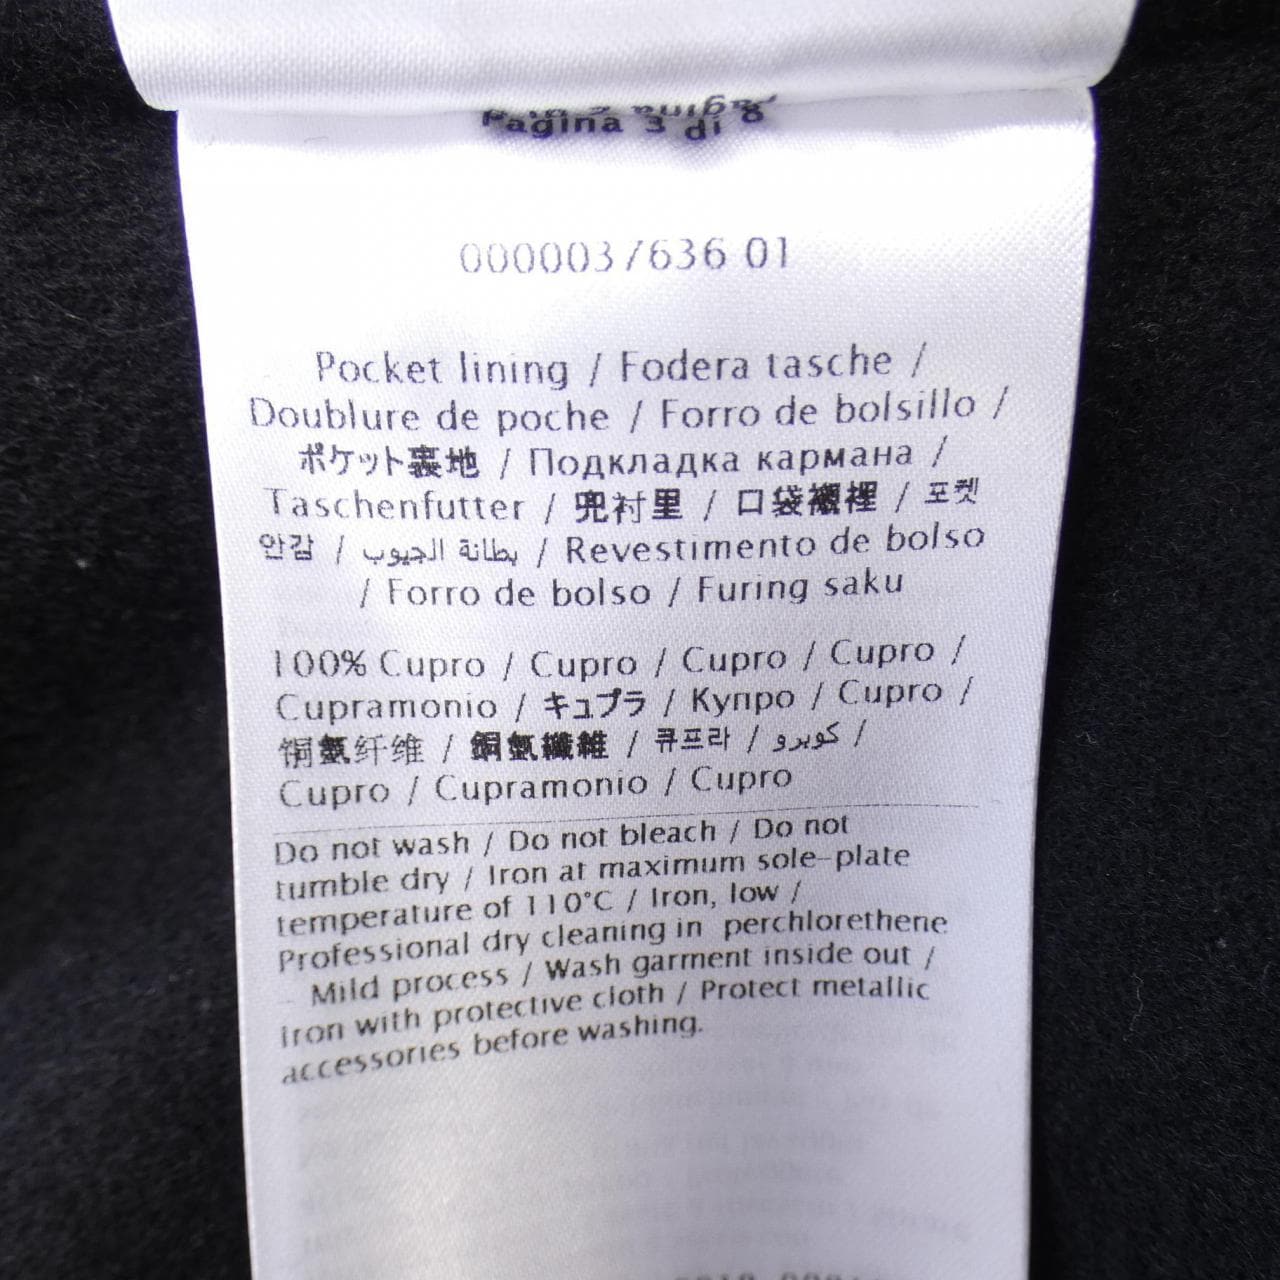 Pagina 3 di 8
0000037636 01
Pocket lining / Fodera tasche /
Doublure de poche / Forro de bolsillo /
ポケット裏地 / Подкладка кармана /
Taschenfutter / 兜衬里 / 口袋襯裡 / 포켓
안감 / بطانة الجيوب / Revestimento de bolso
/ Forro de bolso / Furing saku
100% Cupro / Cupro / Cupro / Cupro /
Cupramonio / キュプラ / Купро / Cupro /
铜氨纤维 / 銅氨纖維 / 큐프라 / كوبرو /
Cupro / Cupramonio / Cupro
Do not wash / Do not bleach / Do not
tumble dry / Iron at maximum sole-plate
temperature of 110°C / Iron, low /
Professional dry cleaning in perchlorethene
- Mild process / Wash garment inside out /
Iron with protective cloth / Protect metallic
accessories before washing.